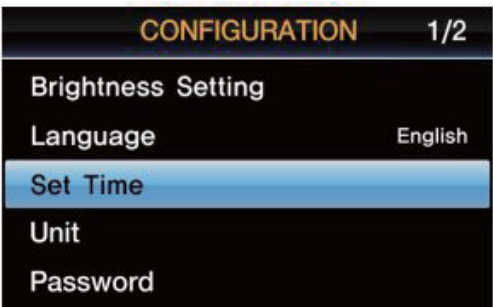 CONFIGURATION 1/2
Brightness Setting
Language English
Set Time
Unit
Password